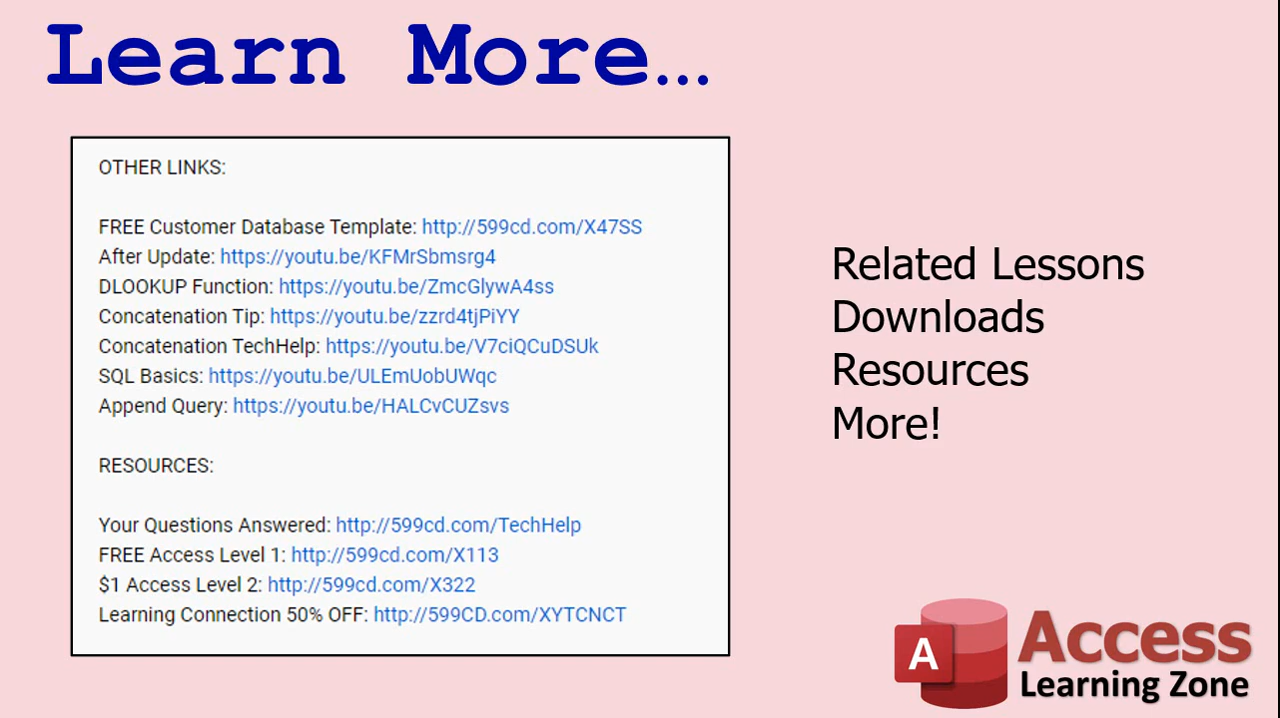 Learn More...
OTHER LINKS:
FREE Customer Database Template: http://599cd.com/X47SS
After Update: https://youtu.be/KFMrSbmsrg4
DLOOKUP Function: https://youtu.be/ZmcGlywA4ss
Concatenation Tip: https://youtu.be/zzrd4tjPiYY
Concatenation TechHelp: https://youtu.be/V7ciQCuDSUk
SQL Basics: https://youtu.be/ULEmUobUWqc
Append Query: https://youtu.be/HALCvCUZsvs
RESOURCES:
Your Questions Answered: http://599cd.com/TechHelp
FREE Access Level 1: http://599cd.com/X113
$1 Access Level 2: http://599cd.com/X322
Learning Connection 50% OFF: http://599CD.com/XYTCNCT
Related Lessons
Downloads
Resources
More!
A
Access
Learning Zone